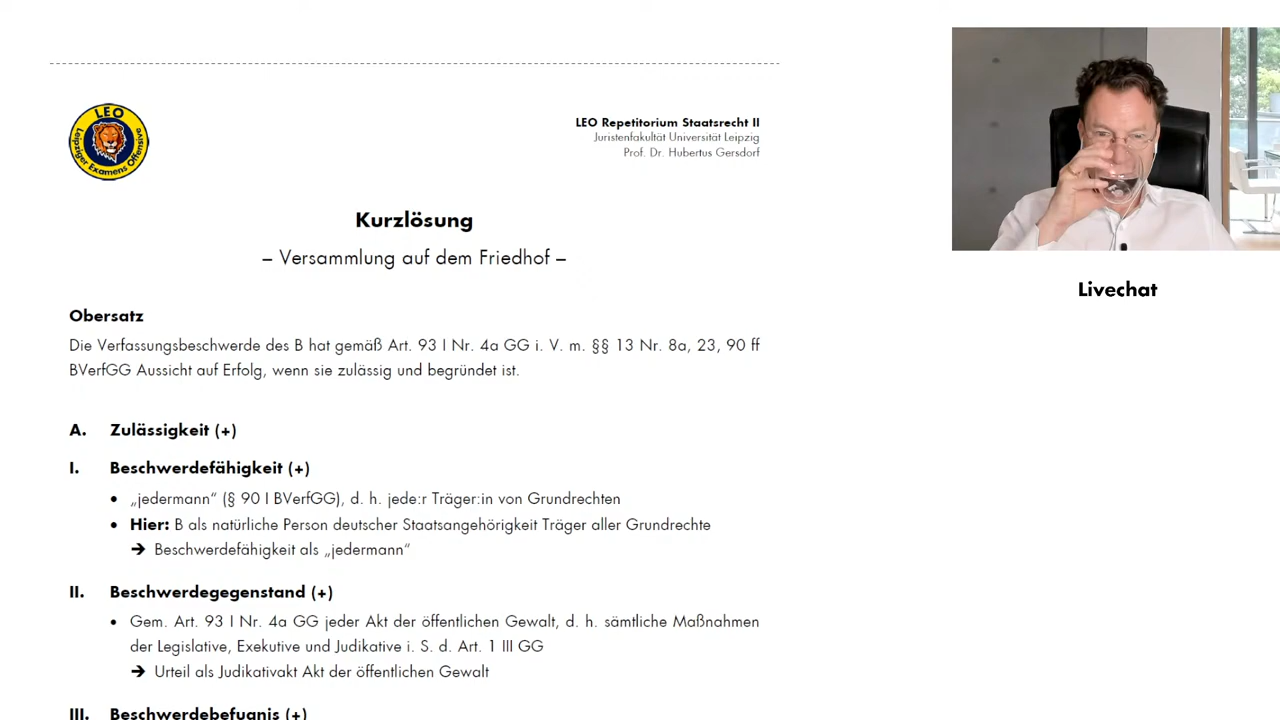 LEO
Leipziger Examens Offensive
LEO Repetitorium Staatsrecht II
Juristenfakultät Universität Leipzig
Prof. Dr. Hubertus Gersdorf
Kurzlösung
– Versammlung auf dem Friedhof –
Livechat
Obersatz
Die Verfassungsbeschwerde des B hat gemäß Art. 93 I Nr. 4a GG i. V. m. §§ 13 Nr. 8a, 23, 90 ff
BVerfGG Aussicht auf Erfolg, wenn sie zulässig und begründet ist.
A. Zulässigkeit (+)
I. Beschwerdefähigkeit (+)
• „jedermann“ (§ 90 I BVerfGG), d. h. jede:r Träger:in von Grundrechten
• Hier: B als natürliche Person deutscher Staatsangehörigkeit Träger aller Grundrechte
➔ Beschwerdefähigkeit als „jedermann“
II. Beschwerdegegenstand (+)
• Gem. Art. 93 I Nr. 4a GG jeder Akt der öffentlichen Gewalt, d. h. sämtliche Maßnahmen
der Legislative, Exekutive und Judikative i. S. d. Art. 1 III GG
➔ Urteil als Judikativakt Akt der öffentlichen Gewalt
III. Beschwerdebefugnis (+)